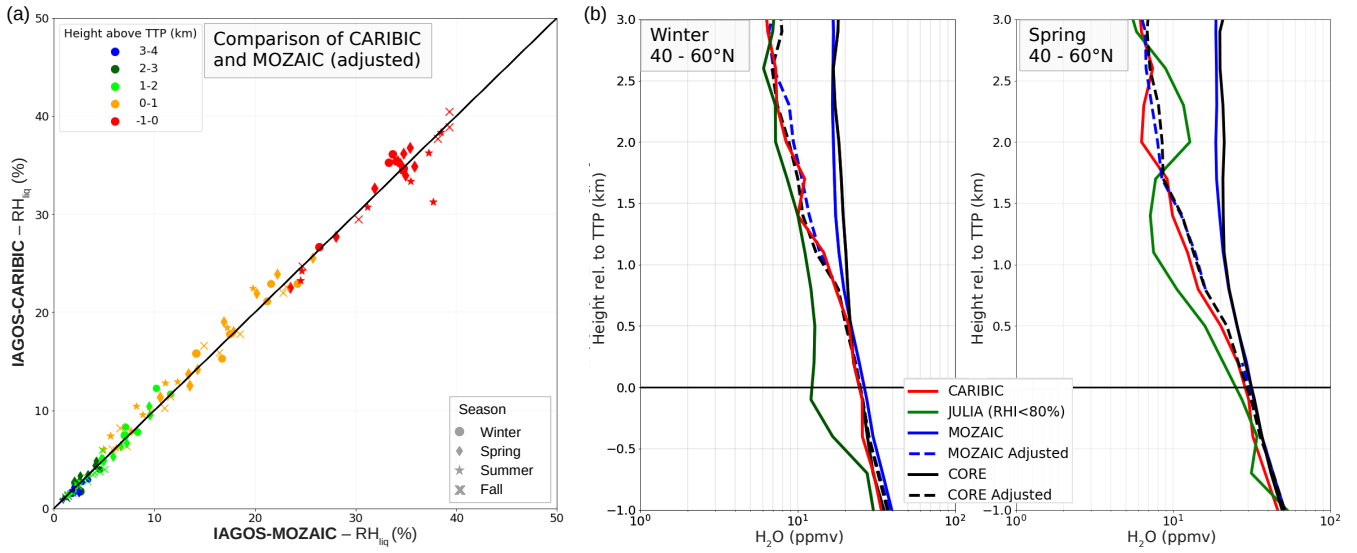 (a)
50
40
30
20
10
0
IAGOS-CARIBIC – RHliq (%)
Height above TTP (km)
3-4
2-3
1-2
0-1
-1-0
Comparison of CARIBIC
and MOZAIC (adjusted)
Season
Winter
Spring
Summer
Fall
0 10 20 30 40 50
IAGOS-MOZAIC – RHliq (%)
(b)
3.0
2.5
2.0
1.5
1.0
0.5
0.0
−0.5
−1.0
Height rel. to TTP (km)
Winter
40 - 60°N
10⁰ 10¹ 10²
H₂O (ppmv)
3.0
2.5
2.0
1.5
1.0
0.5
0.0
−1.0
Height rel. to TTP (km)
Spring
40 - 60°N
CARIBIC
JULIA (RHI<80%)
MOZAIC
MOZAIC Adjusted
CORE
CORE Adjusted
10⁰ 10¹ 10²
H₂O (ppmv)